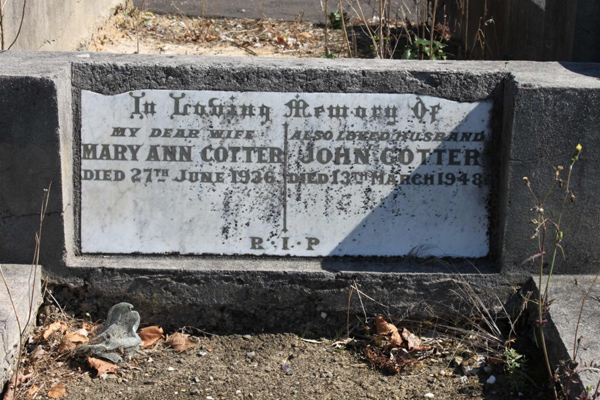 In Loving Memory Of
MY DEAR WIFE
MARY ANN COTTER
DIED 27TH JUNE 1936
ALSO LOVED HUSBAND
JOHN COTTER
DIED 13TH MARCH 1948
R·I·P